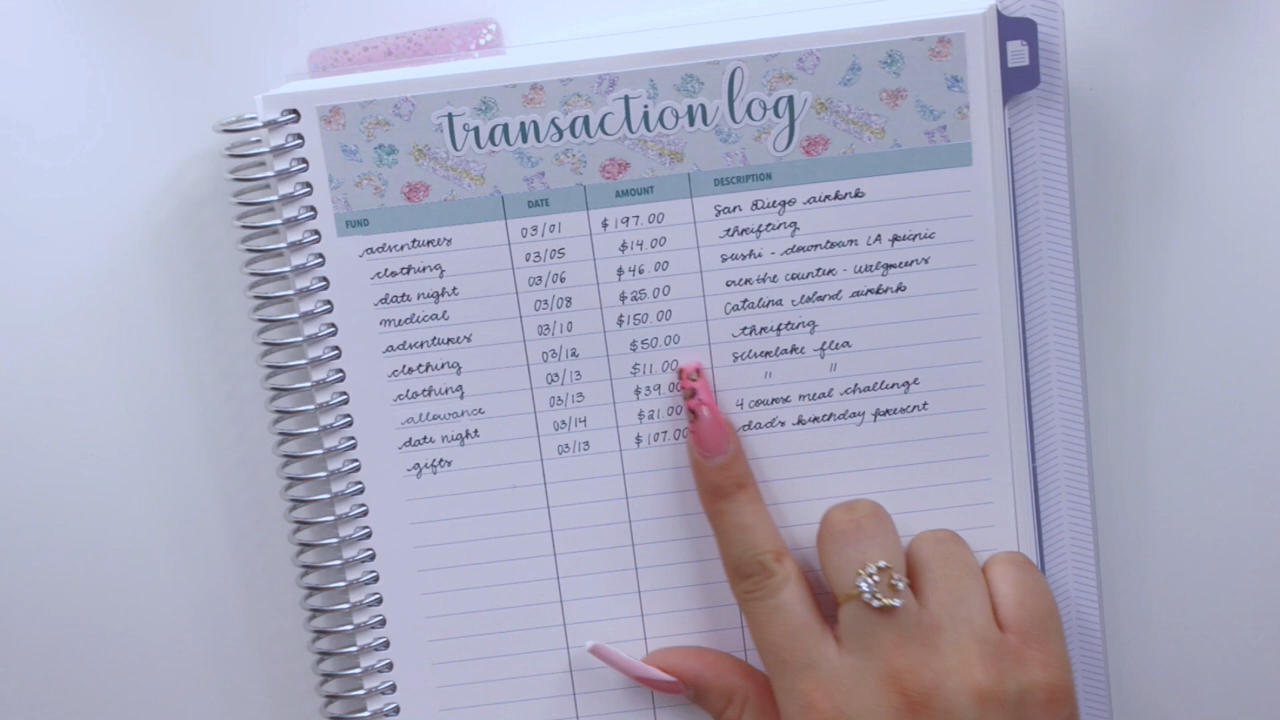 transaction log
FUND DATE AMOUNT DESCRIPTION
adventures 03/01 $197.00 San Diego airbnb
clothing 03/05 $14.00 thrifting
date night 03/06 $46.00 sushi - downtown LA picnic
medical 03/08 $25.00 over the counter - walgreens
adventures 03/10 $150.00 Catalina Island airbnb
clothing 03/12 $50.00 thrifting
clothing 03/13 $11.00 silverlake flea
allowance 03/13 $39.00 " "
date night 03/14 $21.00 4 course meal challenge
gifts 03/13 $107.00 dad's birthday present